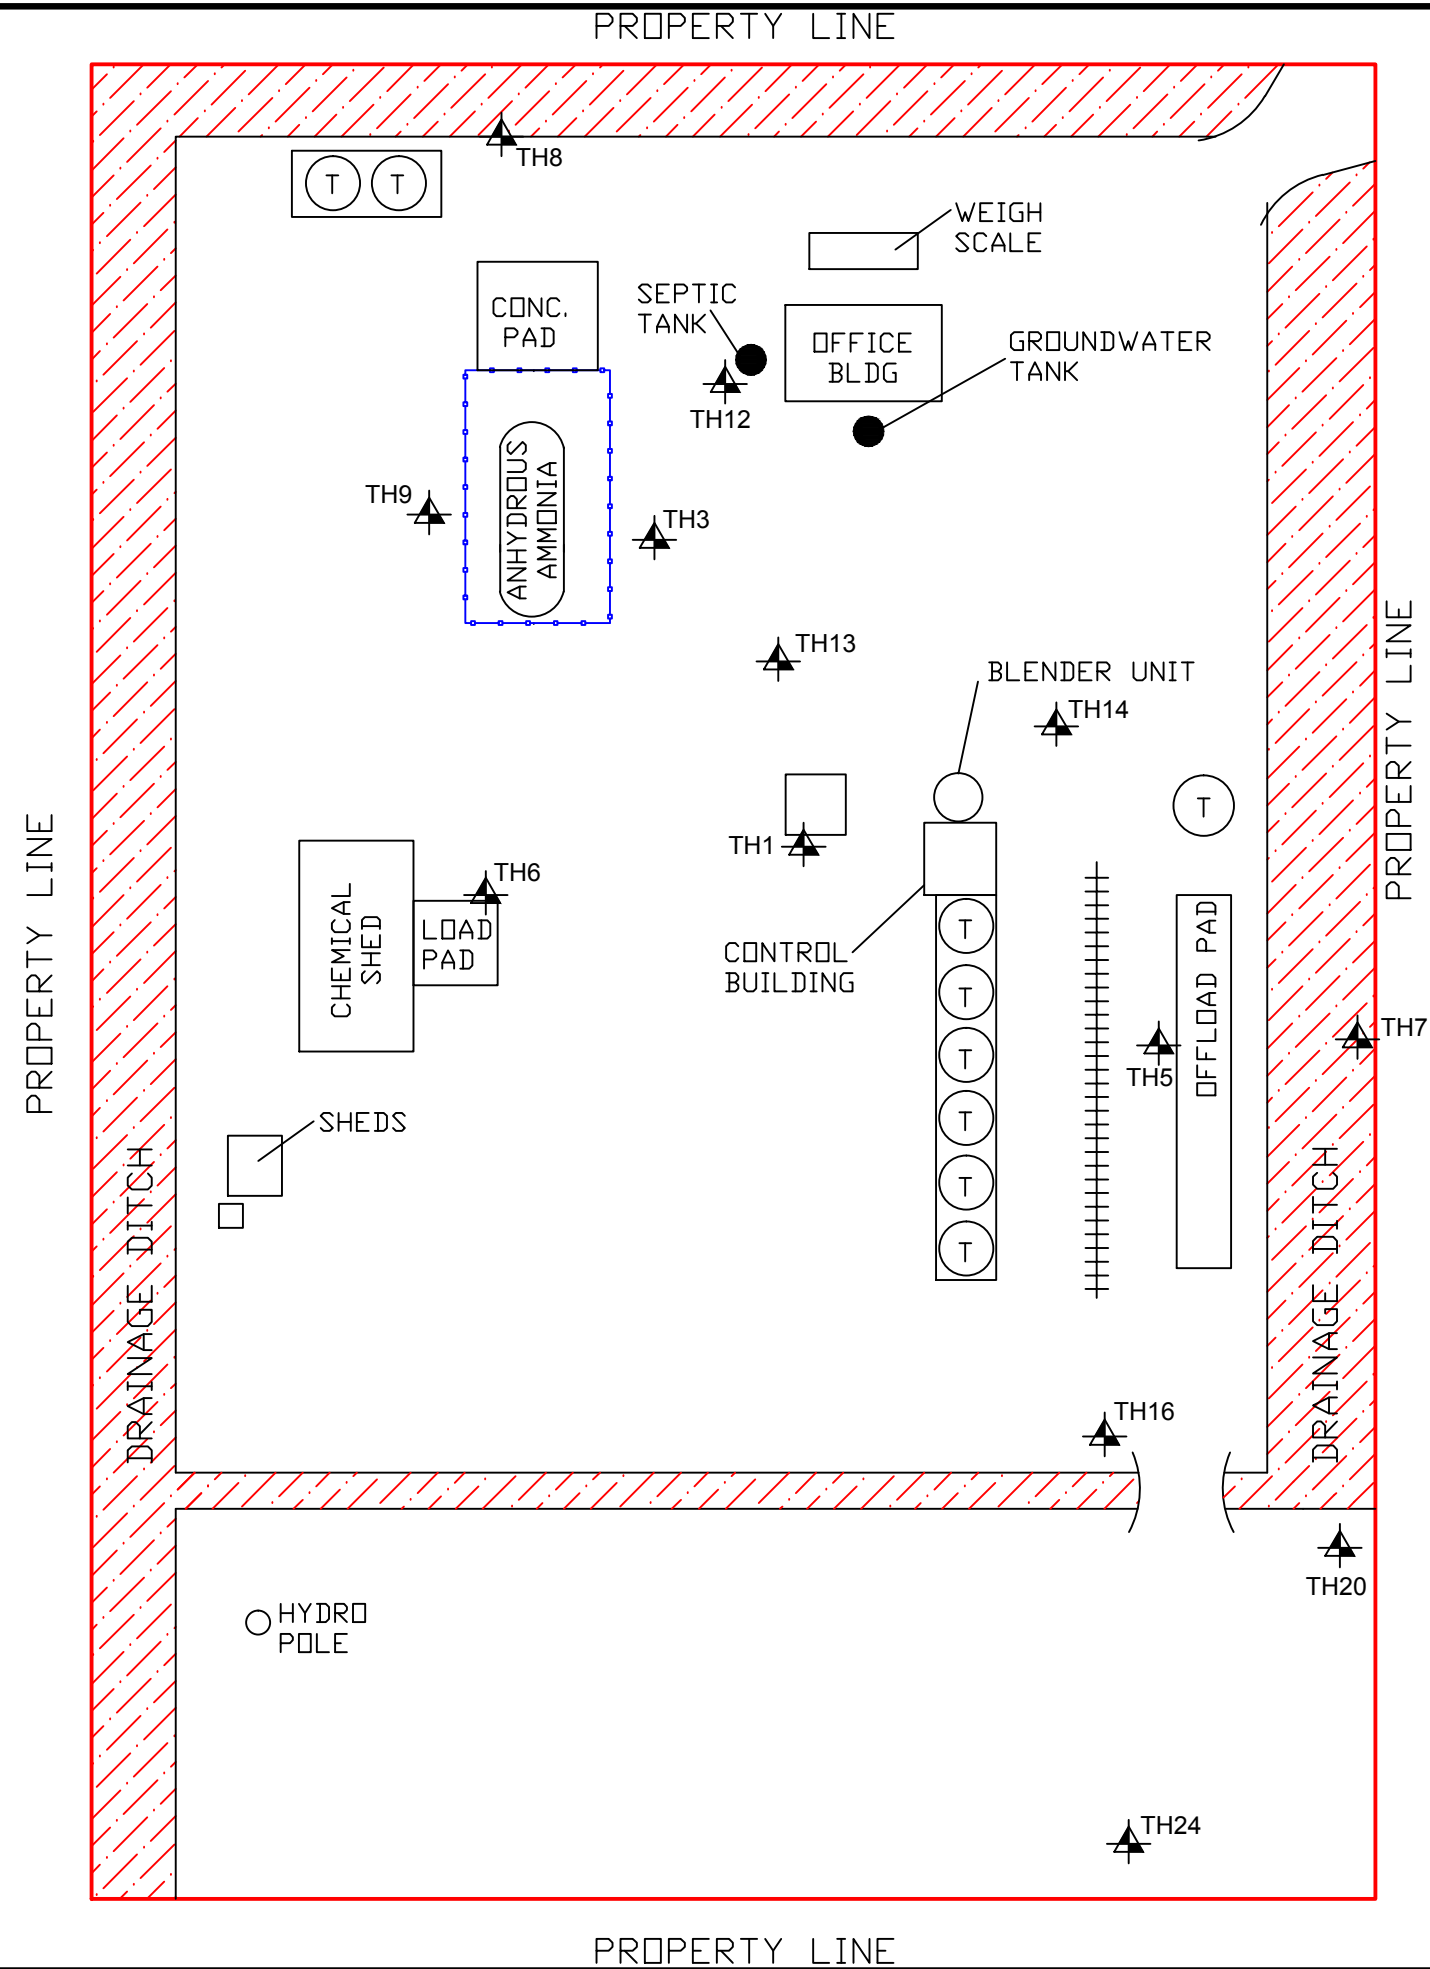 PROPERTY LINE
TH8
T T
WEIGH
SCALE
SEPTIC
TANK
CONC.
PAD
OFFICE
BLDG
GROUNDWATER
TANK
TH12
ANHYDROUS
AMMONIA
TH9
TH3
TH13
BLENDER UNIT
TH14
PROPERTY LINE
T
TH1
PROPERTY LINE
TH6
CHEMICAL
SHED
LOAD
PAD
CONTROL
BUILDING
T
T
T
T
T
T
OFFLOAD PAD
TH5
TH7
SHEDS
DRAINAGE DITCH
DRAINAGE DITCH
TH16
TH20
HYDRO
POLE
TH24
PROPERTY LINE